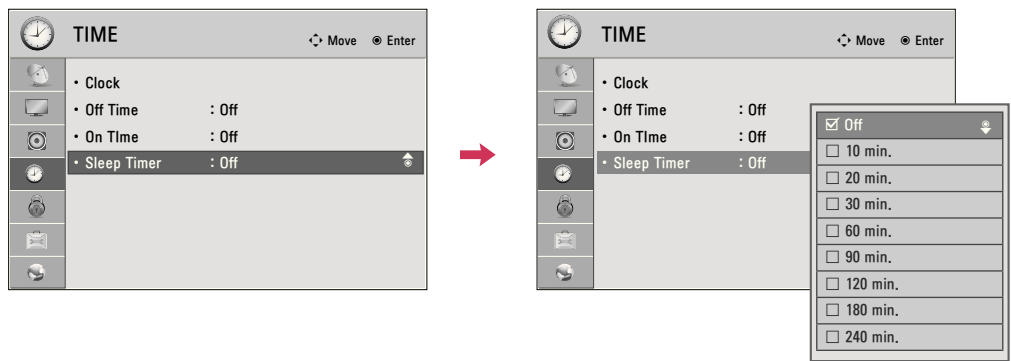 TIME
Move Enter
• Clock
• Off Time : Off
• On TIme : Off
• Sleep Timer : Off
TIME
Move Enter
• Clock
• Off Time : Off
• On TIme : Off
• Sleep Timer : Off
Off
10 min.
20 min.
30 min.
60 min.
90 min.
120 min.
180 min.
240 min.